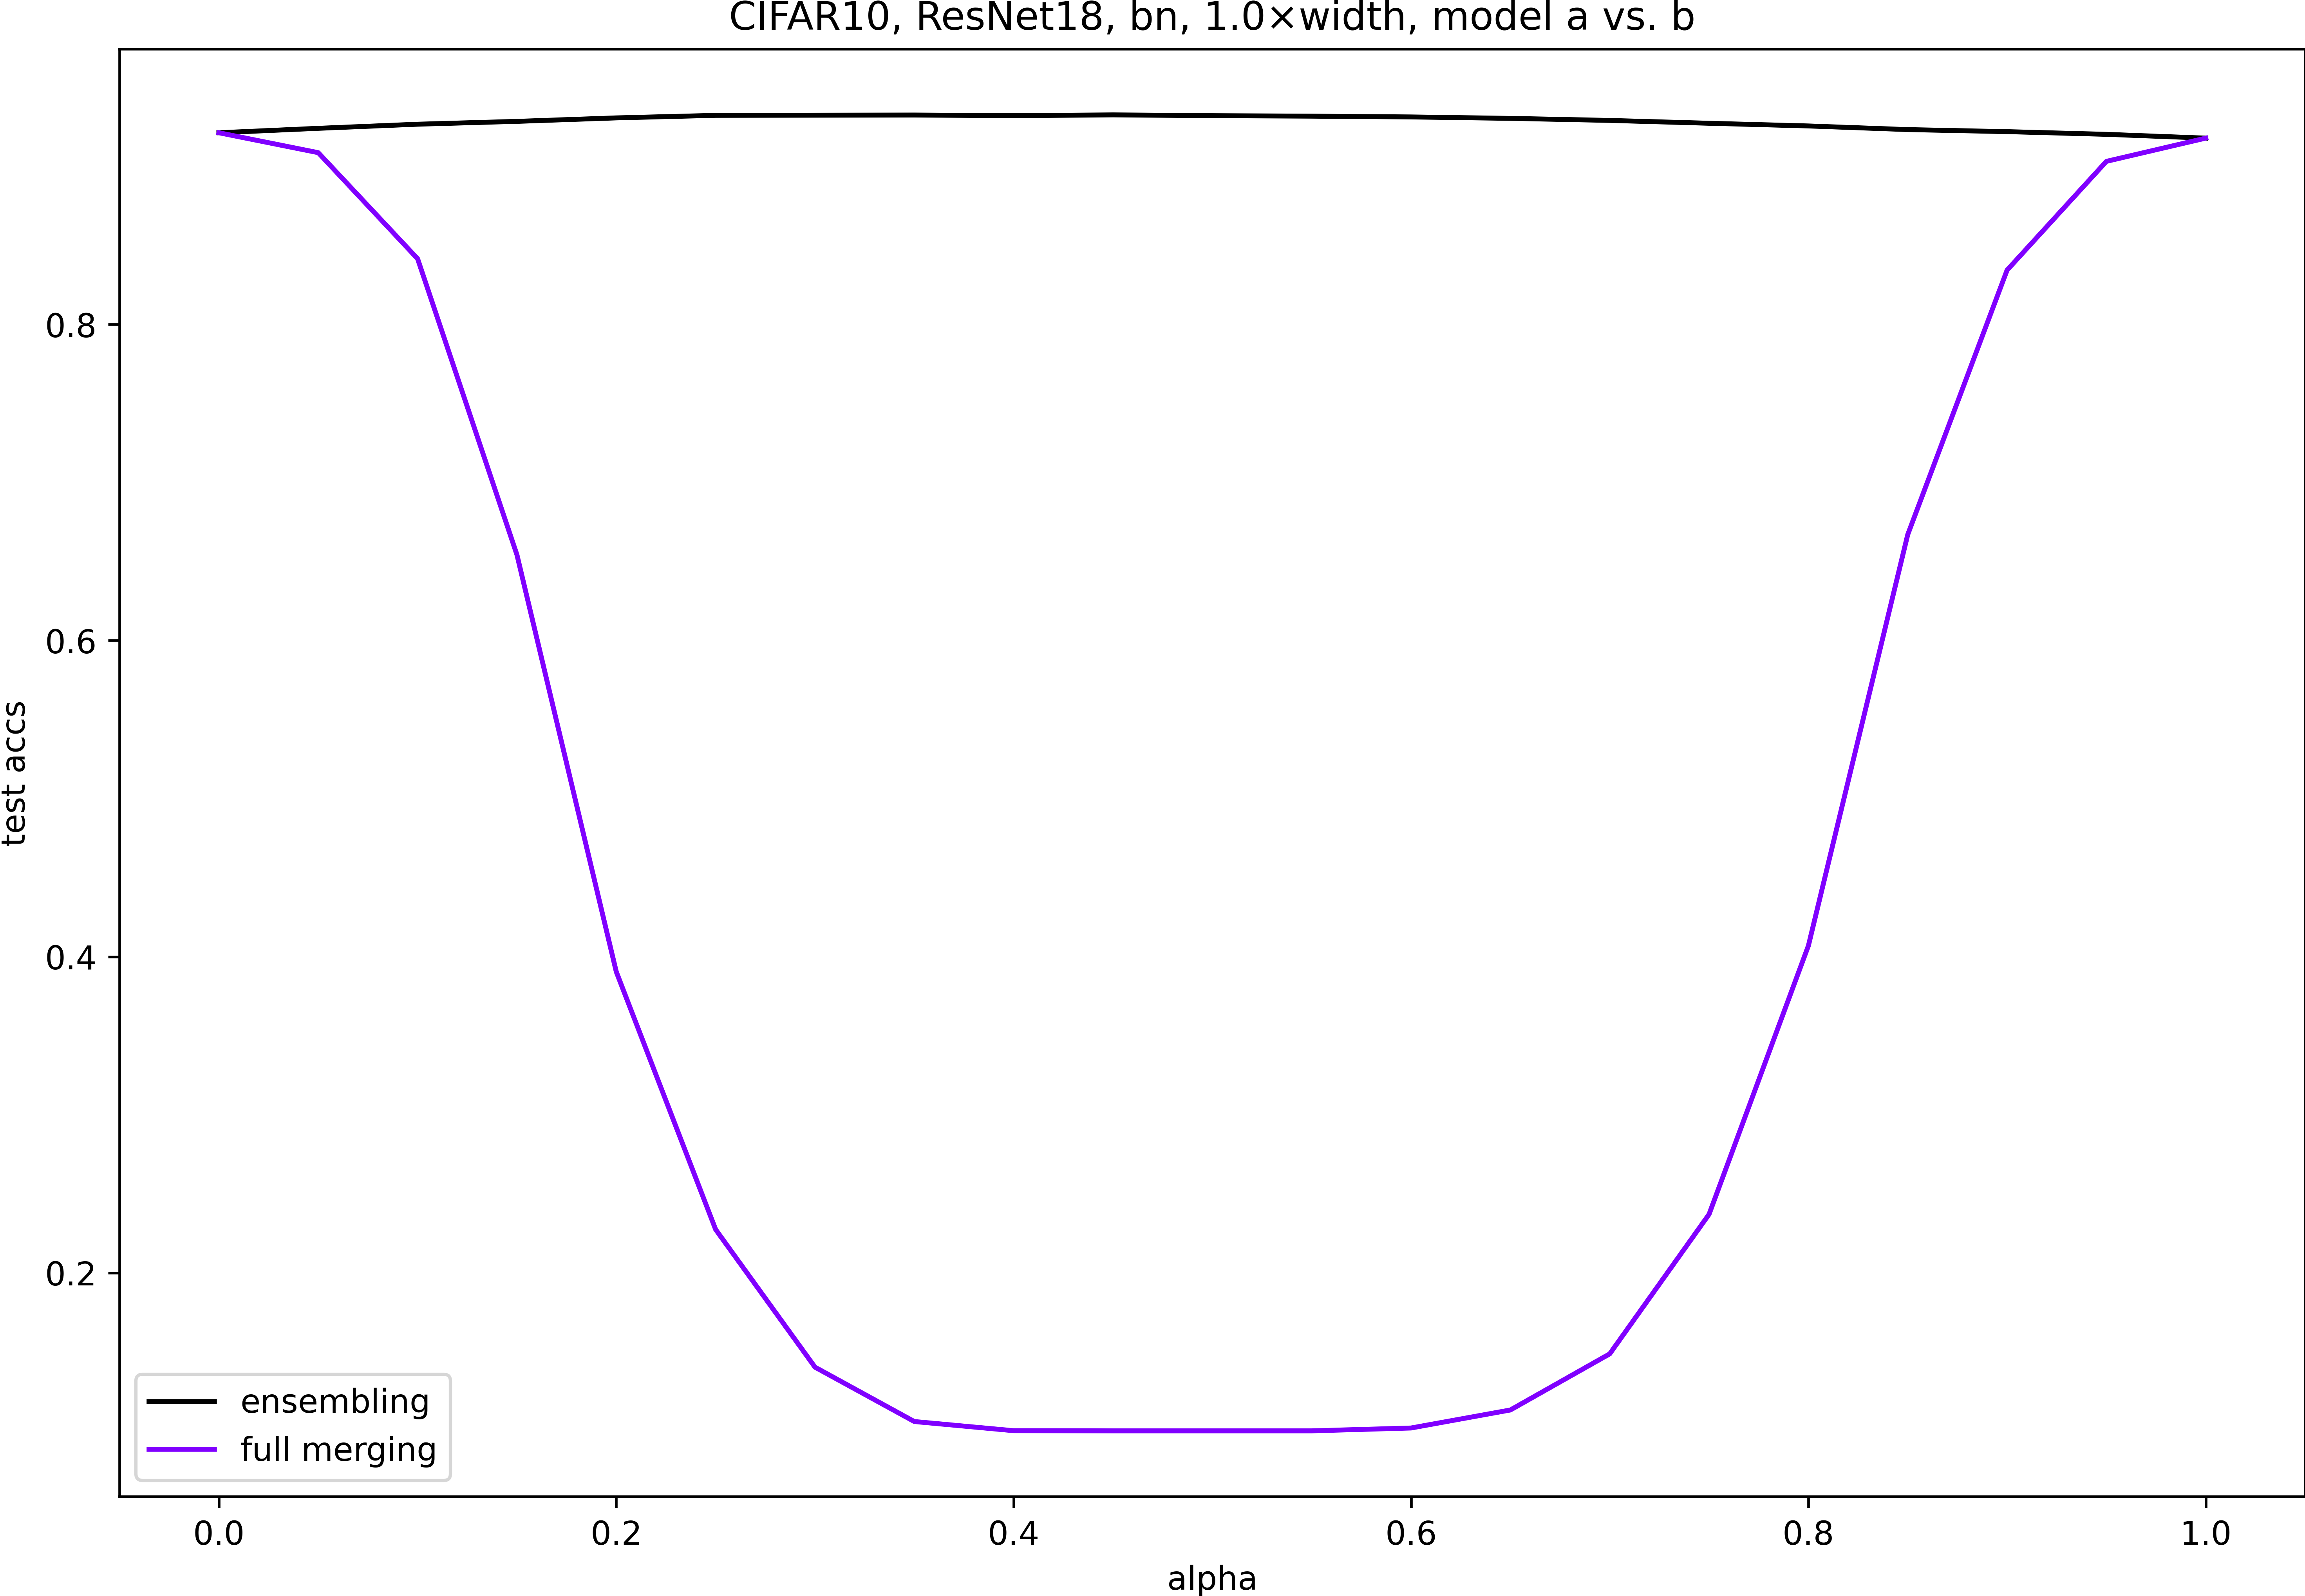 CIFAR10, ResNet18, bn, 1.0×width, model a vs. b
test accs
0.8
0.6
0.4
0.2
ensembling
full merging
0.0 0.2 0.4 0.6 0.8 1.0
alpha